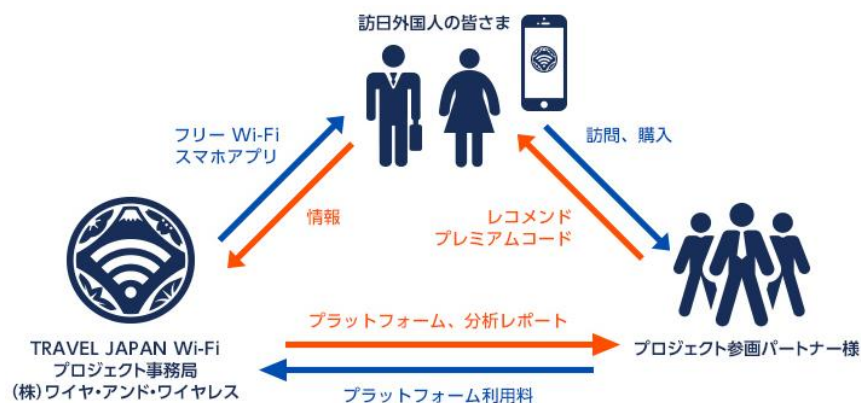 訪日外国人の皆さま
フリー Wi-Fi
スマホアプリ
訪問、購入
情報
レコメンド
プレミアムコード
プラットフォーム、分析レポート
TRAVEL JAPAN Wi-Fi
プロジェクト事務局
(株)ワイヤ・アンド・ワイヤレス
プロジェクト参画パートナー様
プラットフォーム利用料